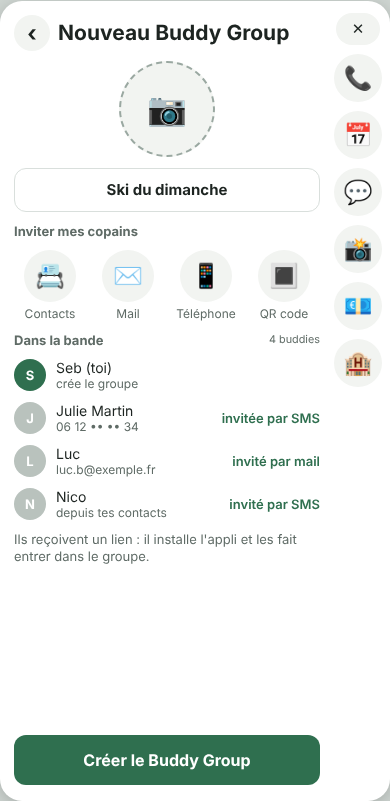 Nouveau Buddy Group
Ski du dimanche
Inviter mes copains
Contacts
Mail
Téléphone
QR code
Dans la bande
4 buddies
S
Seb (toi)
crée le groupe
J
Julie Martin
06 12 •• •• 34
invitée par SMS
L
Luc
luc.b@exemple.fr
invité par mail
N
Nico
depuis tes contacts
invité par SMS
Ils reçoivent un lien : il installe l'appli et les fait
entrer dans le groupe.
Créer le Buddy Group
July
17